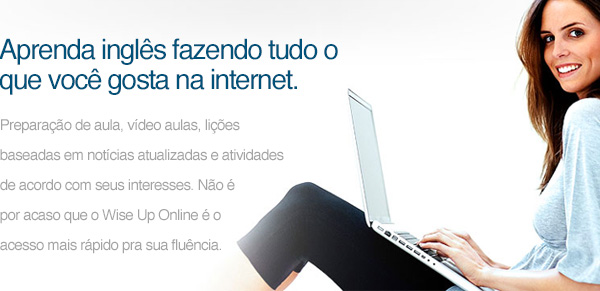 Aprenda inglês fazendo tudo o
que você gosta na internet.
Preparação de aula, vídeo aulas, lições
baseadas em notícias atualizadas e atividades
de acordo com seus interesses. Não é
por acaso que o Wise Up Online é o
acesso mais rápido pra sua fluência.